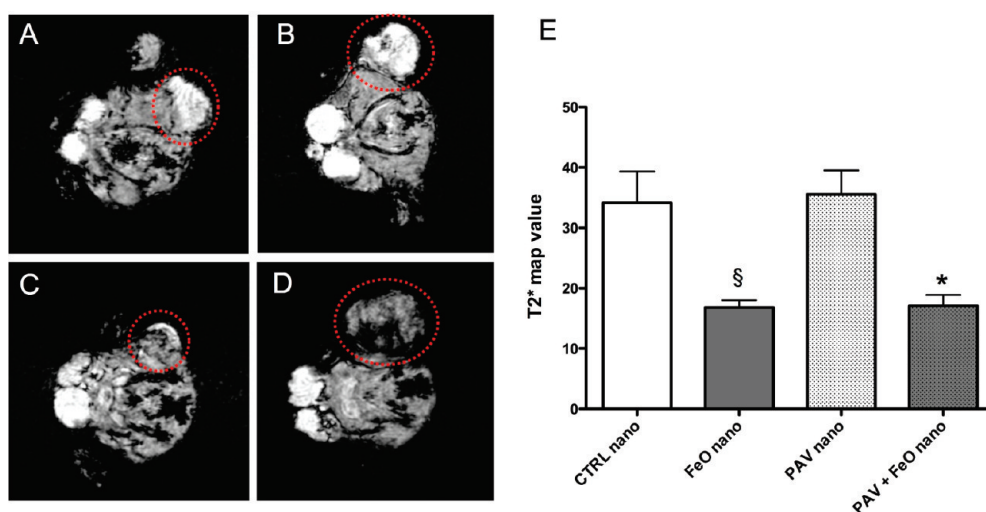 A
B
C
D
E
T2* map value
50
40
30
20
10
0
§
*
CTRL nano
FeO nano
PAV nano
PAV + FeO nano